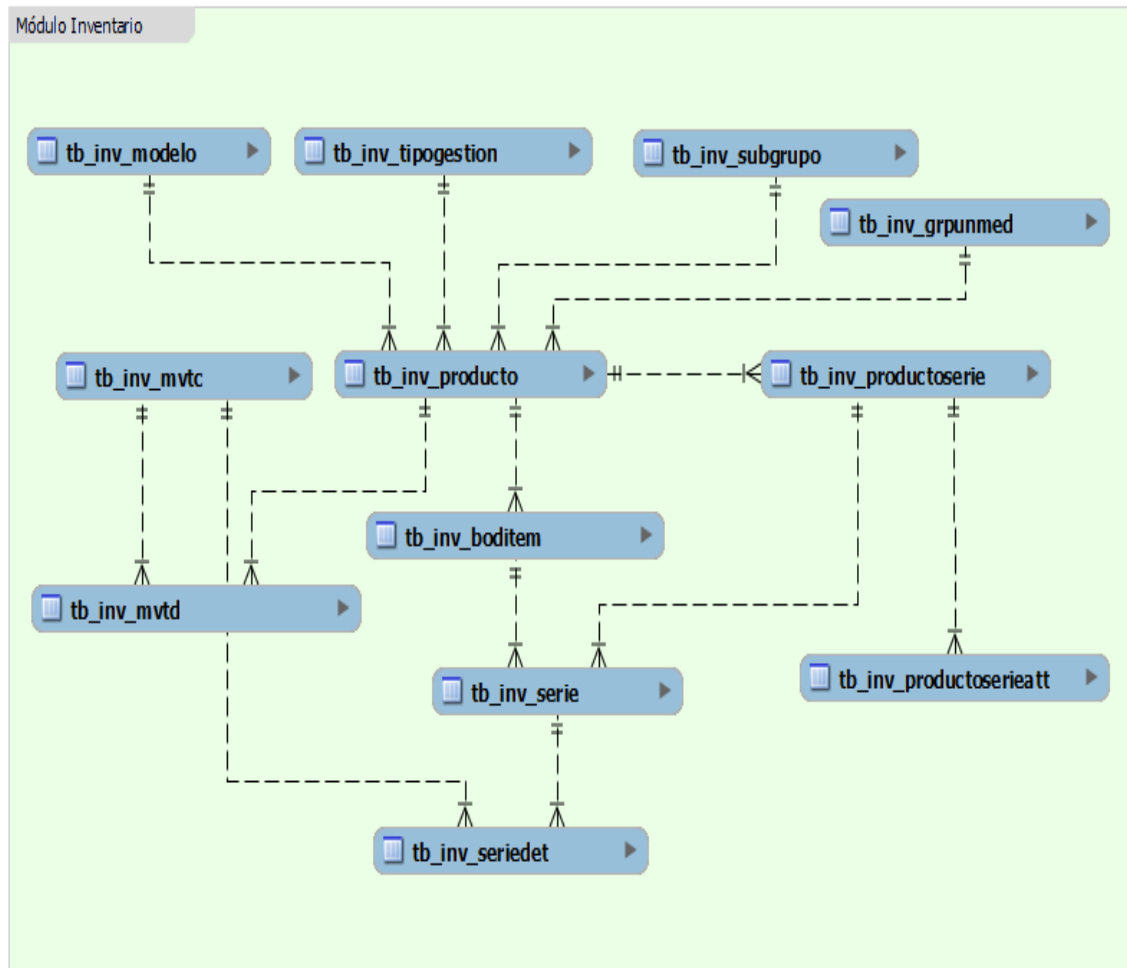 Módulo Inventario
tb_inv_modelo
tb_inv_tipogestion
tb_inv_subgrupo
tb_inv_grpunmed
tb_inv_mvtc
tb_inv_producto
tb_inv_productoserie
tb_inv_boditem
tb_inv_mvtd
tb_inv_serie
tb_inv_productoserieatt
tb_inv_seriedet